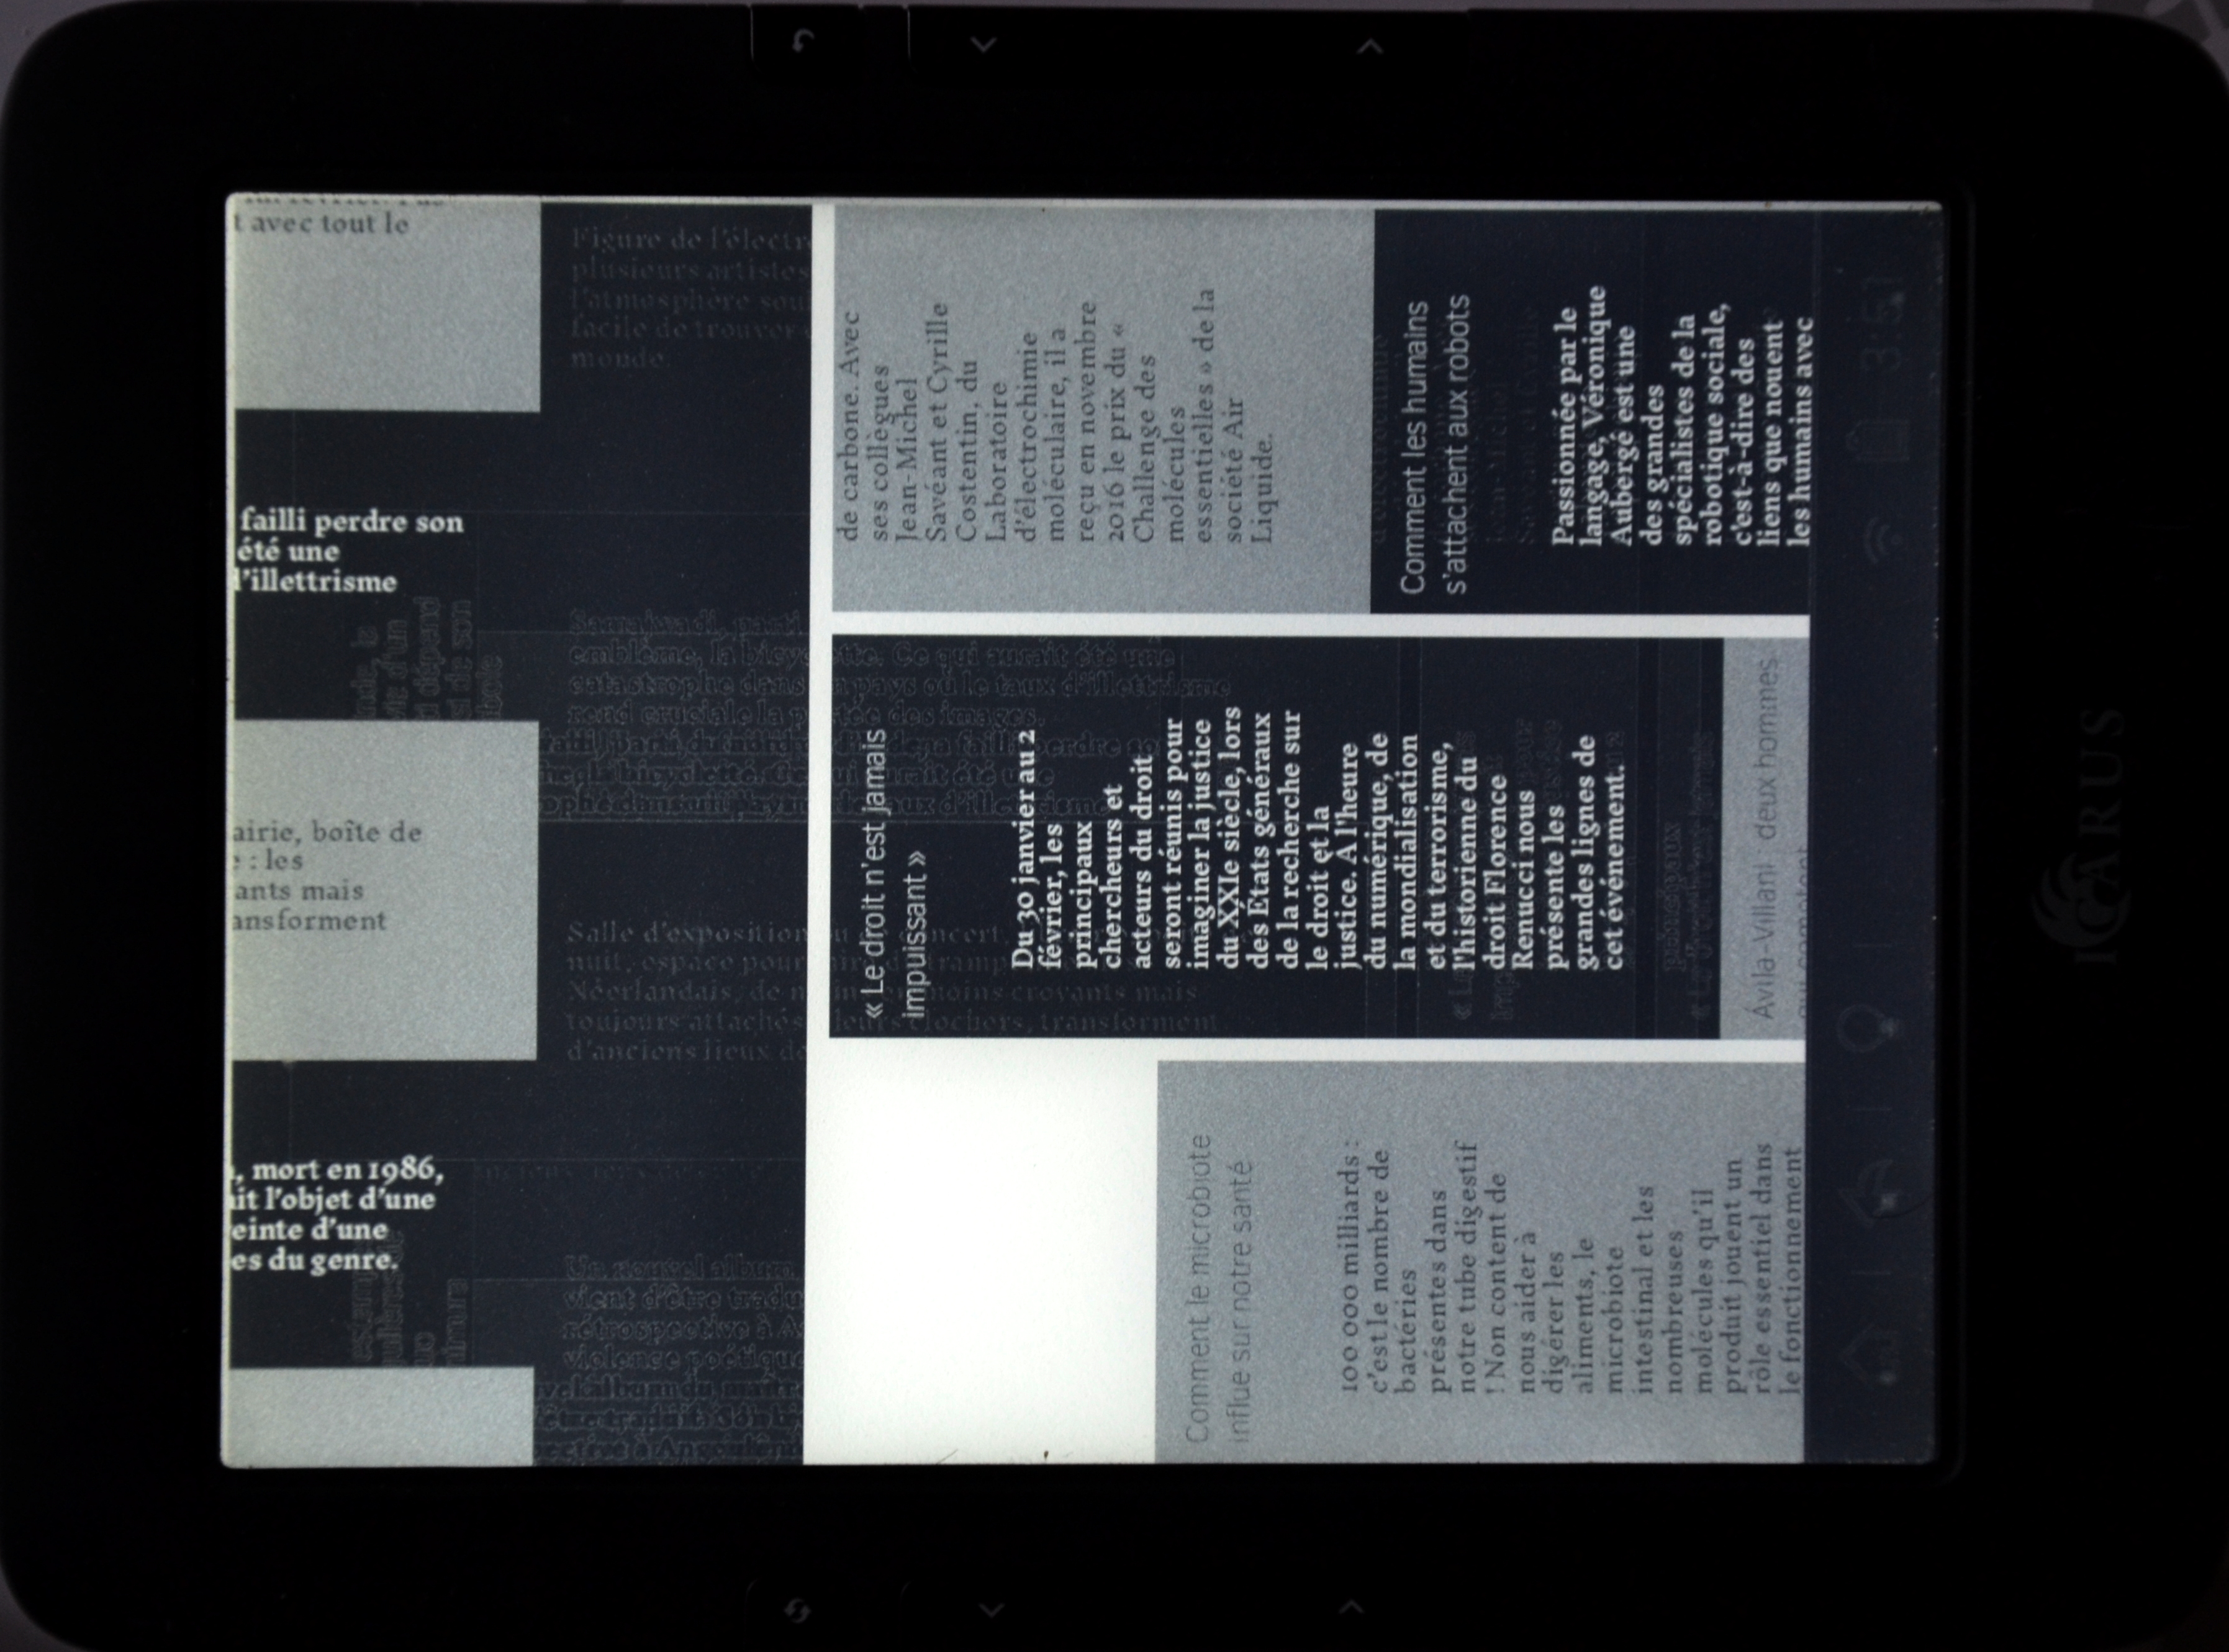 t avec tout le
failli perdre son
été une
l'illettrisme
airie, boîte de
: les
ants mais
ansforment
, mort en 1986,
ait l'objet d'une
einte d'une
es du genre.
Figure de l'électro
plusieurs artistes
l'atmosphère sou
facile de trouver
monde.
Samajwadi, parti
emblème, la bicyclette. Ce qui aurait été une
catastrophe dans un pays où le taux d'illettrisme
rend cruciale la portée des images.
Salle d'exposition ou de concert,
nuit, espace pour
Néerlandais, de moins en moins croyants mais
toujours attachés à leurs clochers, transforment
d'anciens lieux de
Un nouvel album
vient d'être tradu
rétrospective à A
violence poétique
« Le droit n'est jamais
impuissant »
Du 30 janvier au 2
février, les
principaux
chercheurs et
acteurs du droit
seront réunis pour
imaginer la justice
du XXIe siècle, lors
des États généraux
de la recherche sur
le droit et la
justice. À l'heure
du numérique, de
la mondialisation
et du terrorisme,
l'historienne du
droit Florence
Renucci nous
présente les
grandes lignes de
cet événement.
Avila-Villani deux hommes
de carbone. Avec
ses collègues
Jean-Michel
Savéant et Cyrille
Costentin, du
Laboratoire
d'électrochimie
moléculaire, il a
reçu en novembre
2016 le prix du «
Challenge des
molécules
essentielles » de la
société Air
Liquide.
Comment les humains
s'attachent aux robots
Passionnée par le
langage, Véronique
Aubergé est une
des grandes
spécialistes de la
robotique sociale,
c'est-à-dire des
liens que nouent
les humains avec
Comment le microbiote
influe sur notre santé
100 000 milliards :
c'est le nombre de
bactéries
présentes dans
notre tube digestif
! Non content de
nous aider à
digérer les
aliments, le
microbiote
intestinal et les
nombreuses
molécules qu'il
produit jouent un
rôle essentiel dans
le fonctionnement
3:51
ICARUS